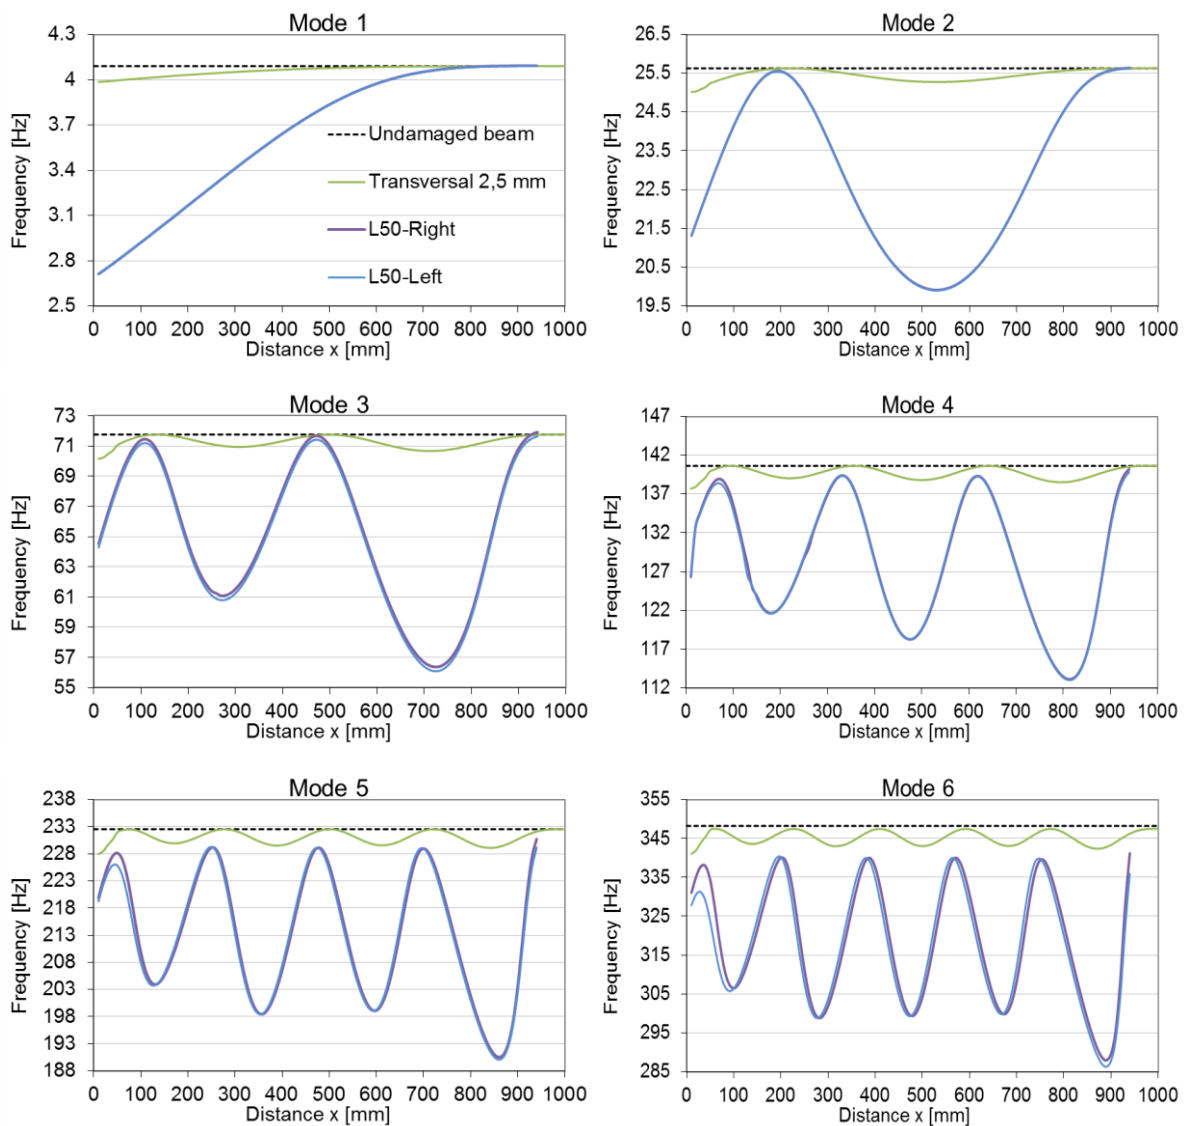 Mode 1
Frequency [Hz]
4.3
4
3.7
3.4
3.1
2.8
2.5
Undamaged beam
Transversal 2,5 mm
L50-Right
L50-Left
0 100 200 300 400 500 600 700 800 900 1000
Distance x [mm]
Mode 2
Frequency [Hz]
26.5
25.5
24.5
23.5
22.5
21.5
20.5
19.5
0 100 200 300 400 500 600 700 800 900 1000
Distance x [mm]
Mode 3
Frequency [Hz]
73
71
69
67
65
63
61
59
57
55
0 100 200 300 400 500 600 700 800 900 1000
Distance x [mm]
Mode 4
Frequency [Hz]
147
142
137
132
127
122
117
112
0 100 200 300 400 500 600 700 800 900 1000
Distance x [mm]
Mode 5
Frequency [Hz]
238
233
228
223
218
213
208
203
198
193
188
0 100 200 300 400 500 600 700 800 900 1000
Distance x [mm]
Mode 6
Frequency [Hz]
355
345
335
325
315
305
295
285
0 100 200 300 400 500 600 700 800 900 1000
Distance x [mm]